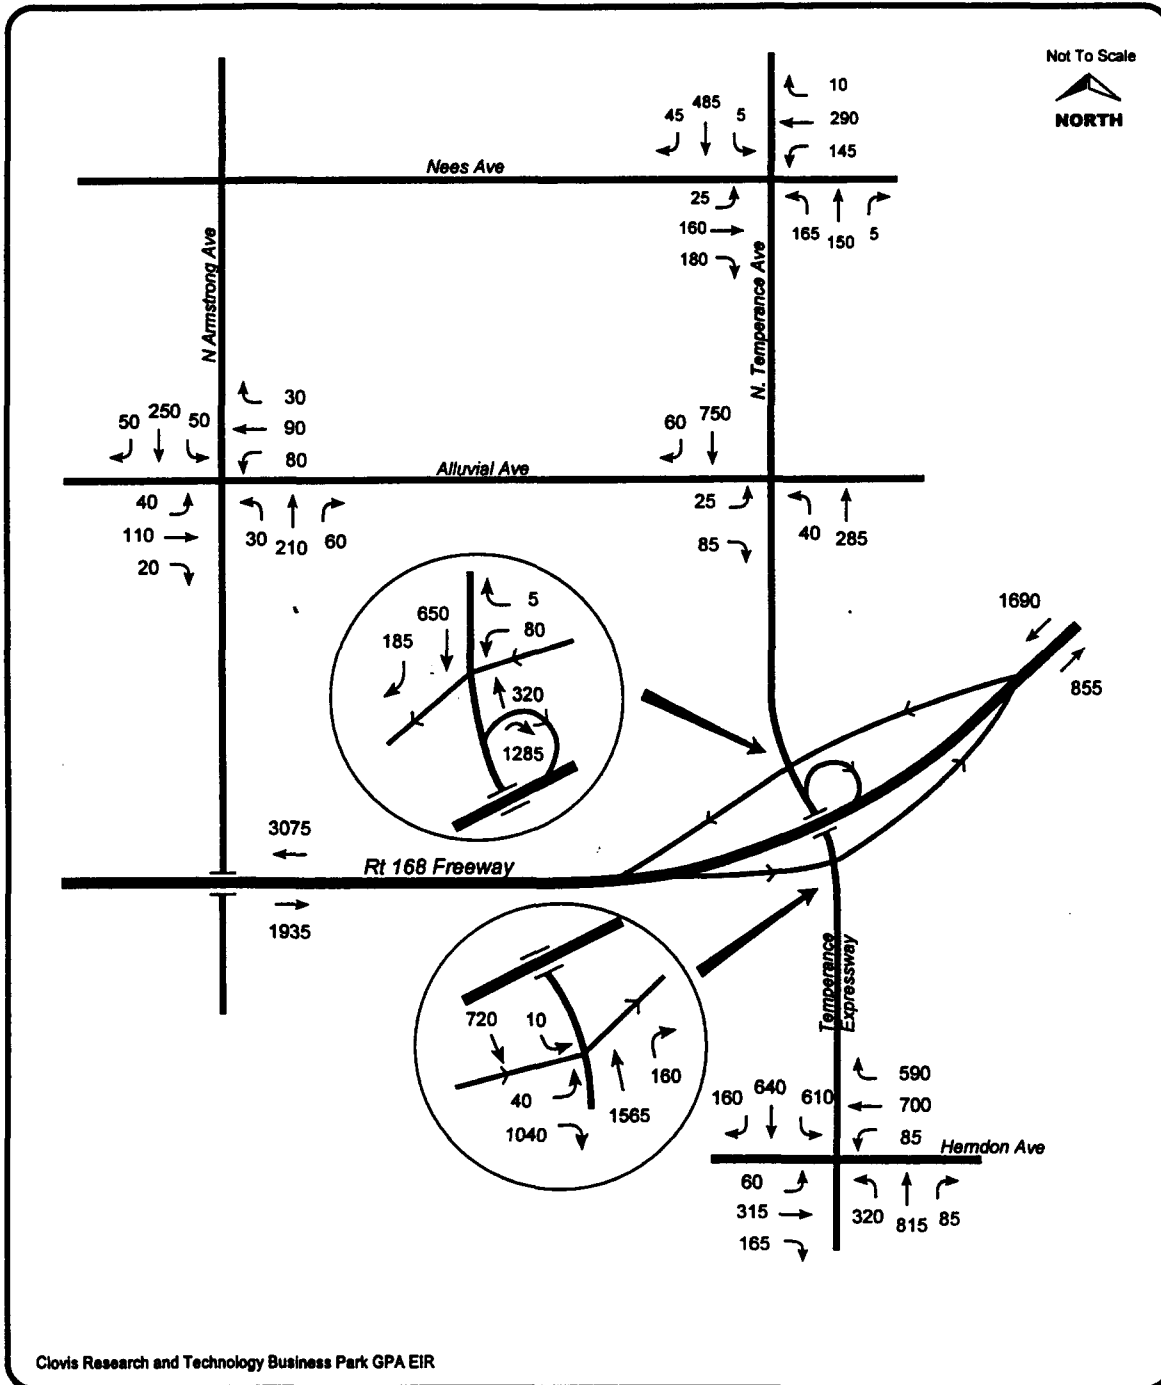 Not To Scale
NORTH
10
45 485 5
290
145
Nees Ave
25
160
180
165 150 5
N Armstrong Ave
N. Temperance Ave
30
50 250 50
90
80
60 750
Alluvial Ave
40
110
20
30 210 60
25
85
40 285
5
650
185
80
320
1285
1690
855
3075
Rt 168 Freeway
1935
Temperance
Expressway
720 10
40
160
1565
1040
590
160 640 610
700
85
Herndon Ave
60
315
165
320 815 85
Clovis Research and Technology Business Park GPA EIR